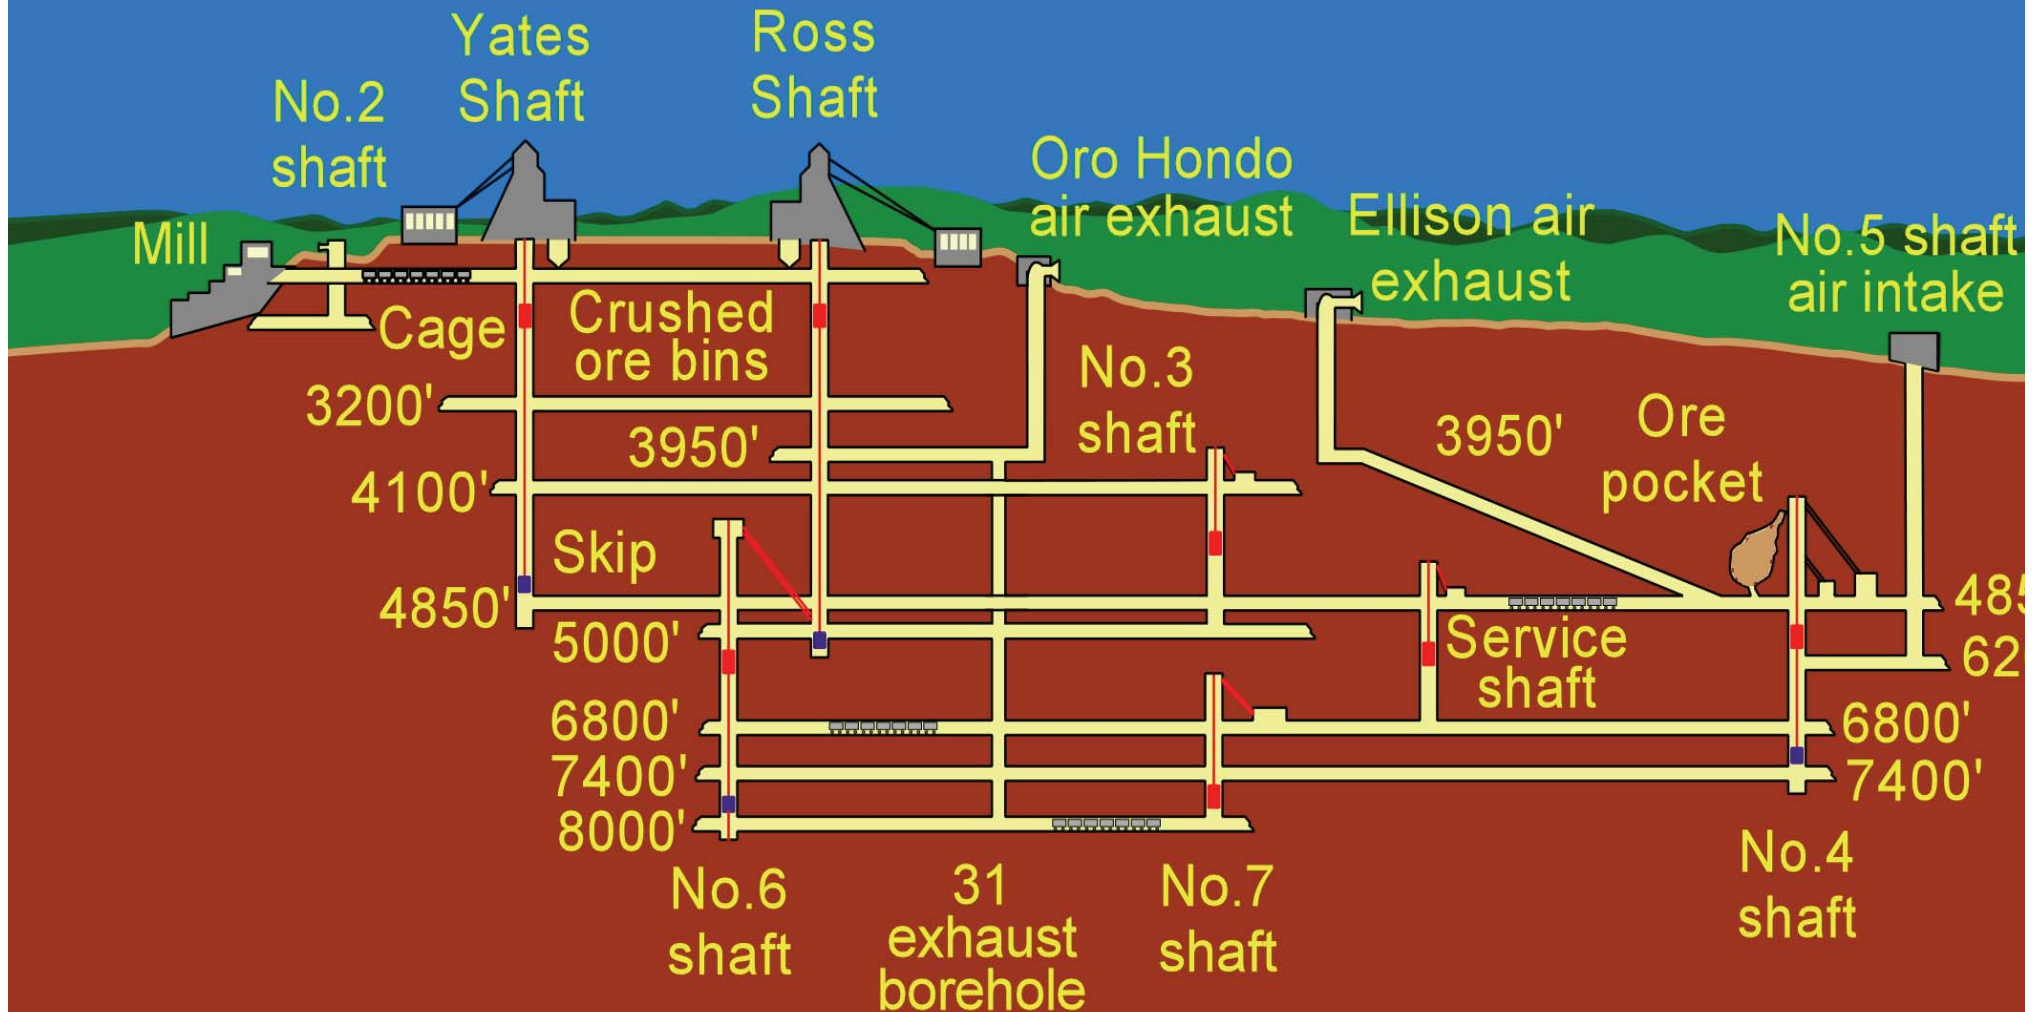 Yates
Shaft
Ross
Shaft
No.2
shaft
Oro Hondo
air exhaust
Ellison air
exhaust
No.5 shaft
air intake
Mill
Cage
Crushed
ore bins
No.3
shaft
3200'
3950'
3950'
Ore
pocket
4100'
Skip
4850'
485
5000'
Service
shaft
620
6800'
6800'
7400'
7400'
8000'
No.6
shaft
31
exhaust
borehole
No.7
shaft
No.4
shaft